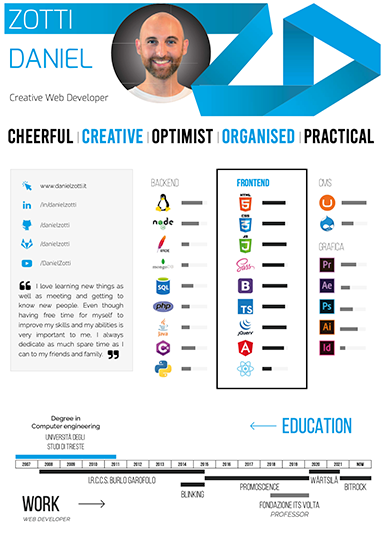 ZOTTI
DANIEL
Creative Web Developer
CHEERFUL | CREATIVE | OPTIMIST | ORGANISED | PRACTICAL
www.danielzotti.it
/in/danielzotti
/danielzotti
/danielzotti
/DanielZotti
❝ I love learning new things as
well as meeting and getting to
know new people. Even though
having free time for myself to
improve my skills and my abilities is
very important to me, I always
dedicate as much spare time as I
can to my friends and family. ❞
BACKEND
node
SQL
php
Java
FRONTEND
HTML
5
CSS
3
JS
Sass
B
TS
jQuery
A
CMS
GRAFICA
Pr
Ae
Ps
Ai
Id
Degree in
Computer engineering
UNIVERSITÀ DEGLI
STUDI DI TRIESTE
← EDUCATION
2007 2008 2009 2010 2011 2012 2013 2014 2015 2016 2017 2018 2019 2020 2021 NOW
I.R.C.C.S. BURLO GAROFOLO
BLINKING
PROMOSCIENCE
WÄRTSILÄ
BITROCK
FONDAZIONE ITS VOLTA
PROFESSOR
WORK →
WEB DEVELOPER